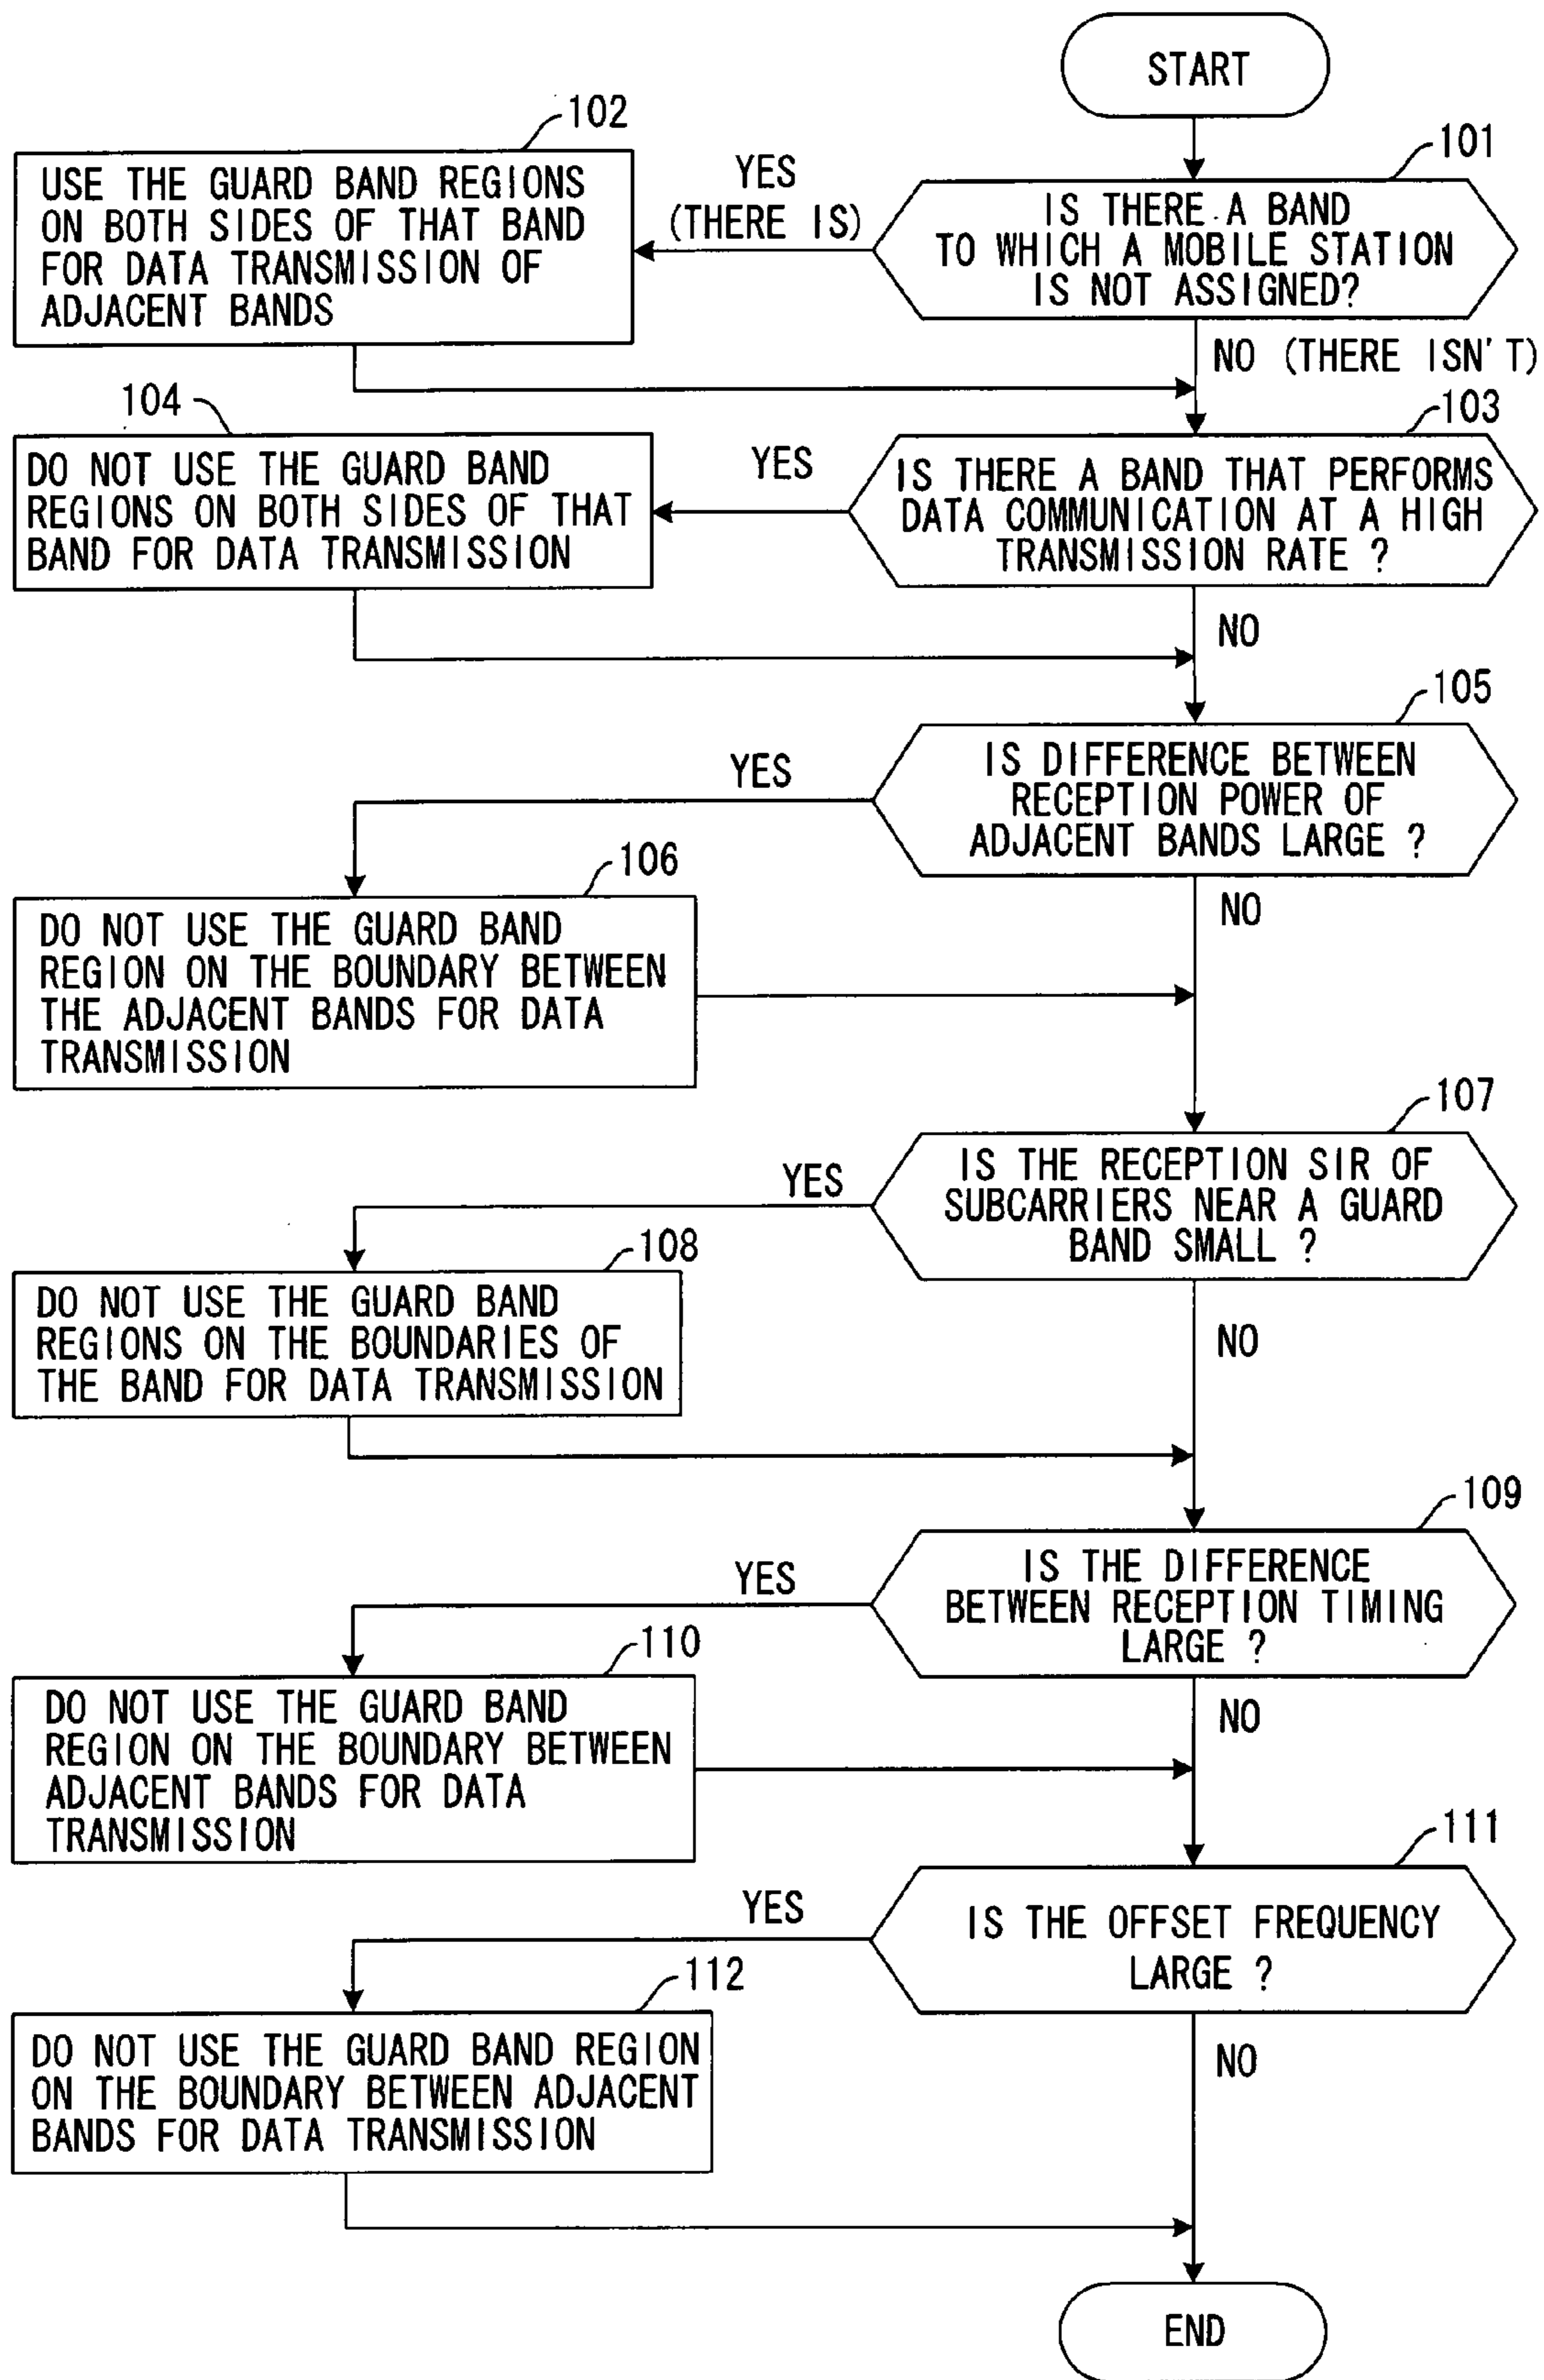 START
101
IS THERE A BAND
TO WHICH A MOBILE STATION
IS NOT ASSIGNED?
YES
(THERE IS)
102
USE THE GUARD BAND REGIONS
ON BOTH SIDES OF THAT BAND
FOR DATA TRANSMISSION OF
ADJACENT BANDS
NO (THERE ISN'T)
103
IS THERE A BAND THAT PERFORMS
DATA COMMUNICATION AT A HIGH
TRANSMISSION RATE ?
YES
104
DO NOT USE THE GUARD BAND
REGIONS ON BOTH SIDES OF THAT
BAND FOR DATA TRANSMISSION
NO
105
IS DIFFERENCE BETWEEN
RECEPTION POWER OF
ADJACENT BANDS LARGE ?
YES
106
DO NOT USE THE GUARD BAND
REGION ON THE BOUNDARY BETWEEN
THE ADJACENT BANDS FOR DATA
TRANSMISSION
NO
107
IS THE RECEPTION SIR OF
SUBCARRIERS NEAR A GUARD
BAND SMALL ?
YES
108
DO NOT USE THE GUARD BAND
REGIONS ON THE BOUNDARIES OF
THE BAND FOR DATA TRANSMISSION
NO
109
IS THE DIFFERENCE
BETWEEN RECEPTION TIMING
LARGE ?
YES
110
DO NOT USE THE GUARD BAND
REGION ON THE BOUNDARY BETWEEN
ADJACENT BANDS FOR DATA
TRANSMISSION
NO
111
IS THE OFFSET FREQUENCY
LARGE ?
YES
112
DO NOT USE THE GUARD BAND REGION
ON THE BOUNDARY BETWEEN ADJACENT
BANDS FOR DATA TRANSMISSION
NO
END